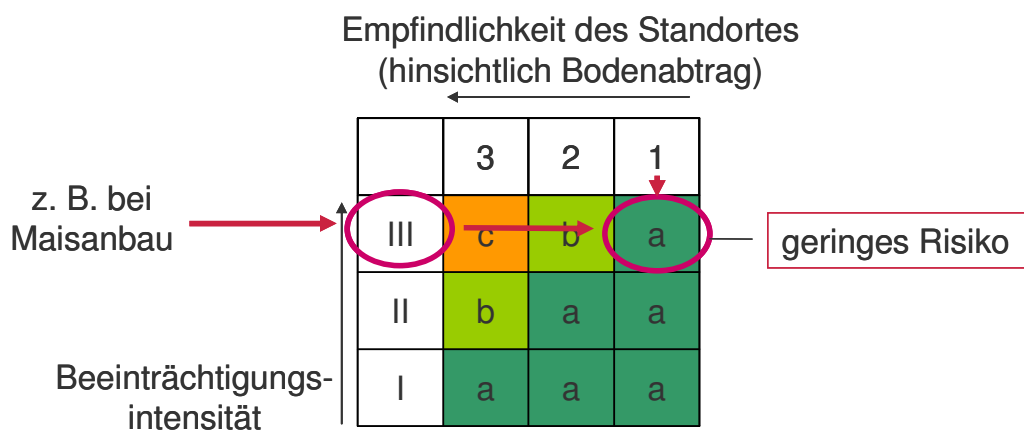 Empfindlichkeit des Standortes
(hinsichtlich Bodenabtrag)
3 2 1
z. B. bei
Maisanbau
III c b a
geringes Risiko
II b a a
Beeinträchtigungs-
intensität
I a a a